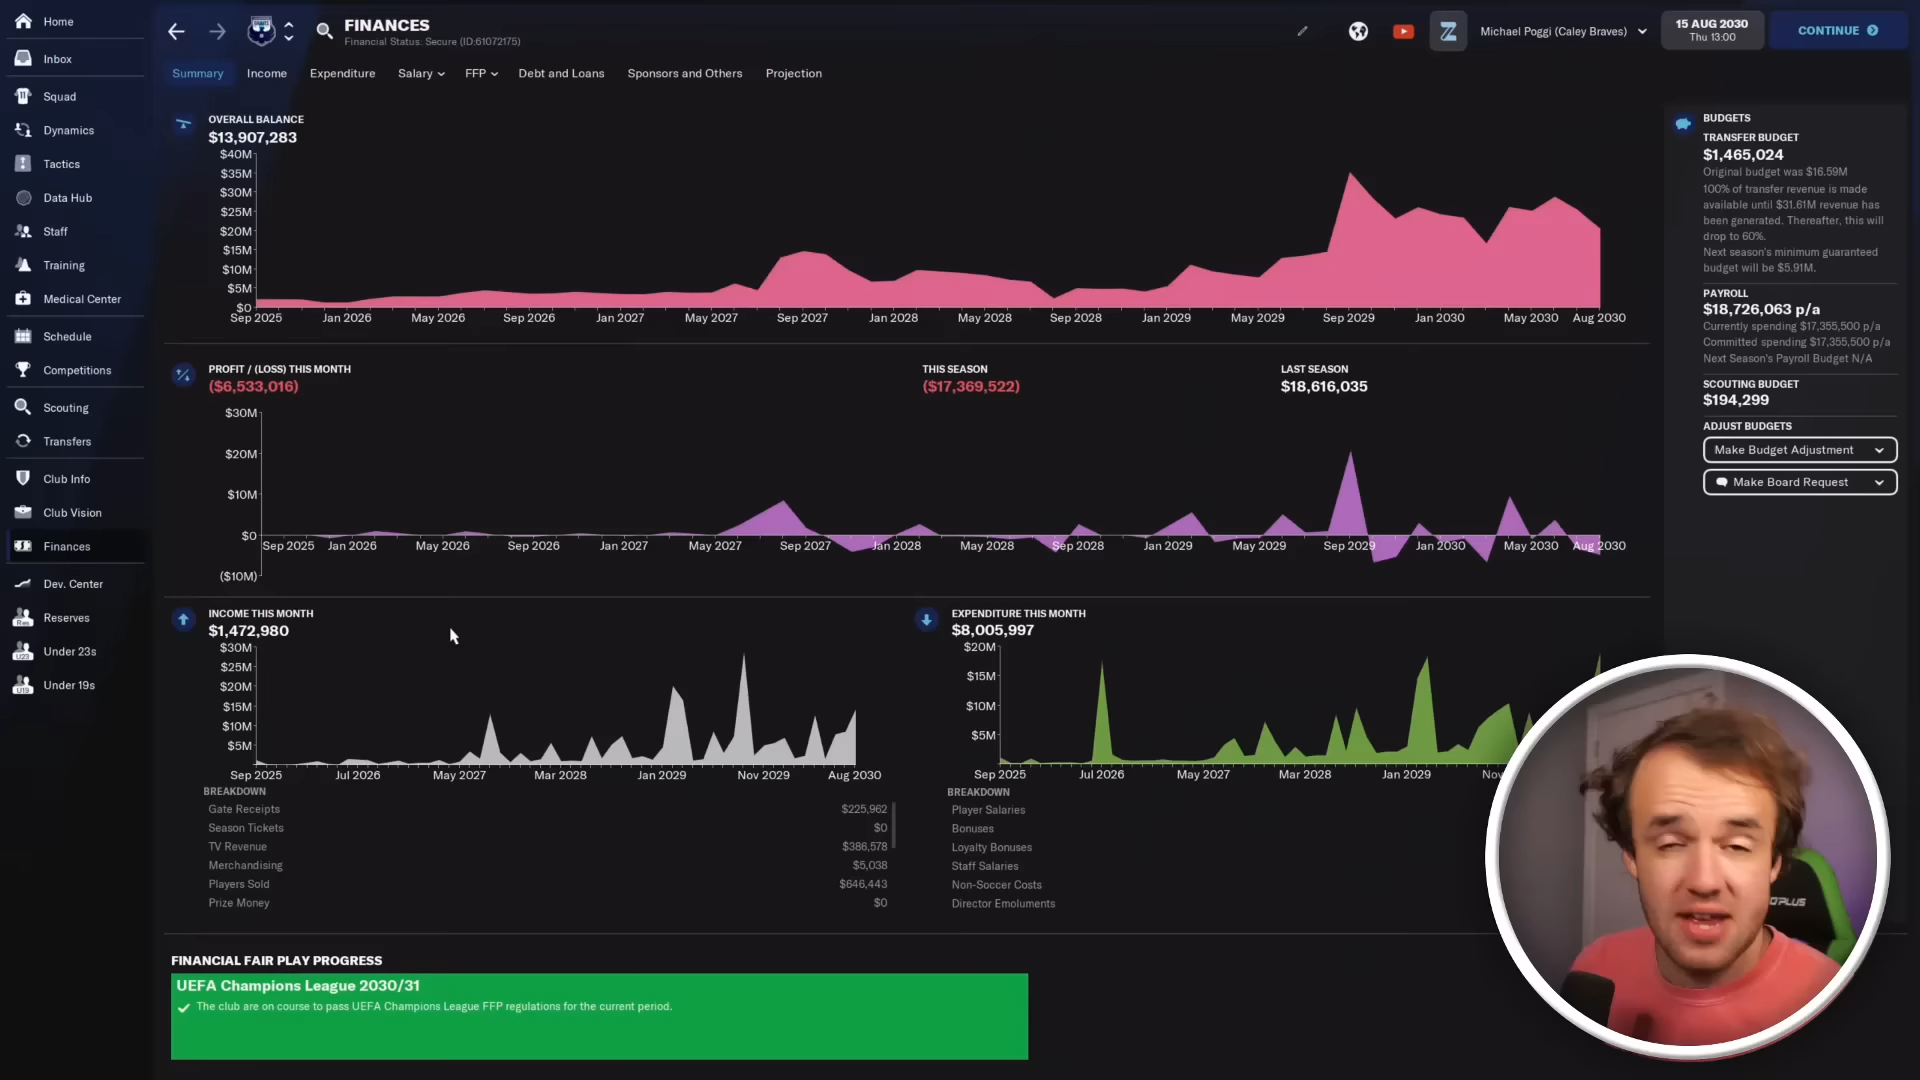 Home
Inbox
Squad
Dynamics
Tactics
Data Hub
Staff
Training
Medical Center
Schedule
Competitions
Scouting
Transfers
Club Info
Club Vision
Finances
Dev. Center
Reserves
Under 23s
Under 19s
FINANCES
Financial Status: Secure (ID:61072175)
Michael Poggi (Caley Braves)
15 AUG 2030
Thu 13:00
CONTINUE
Summary Income Expenditure Salary FFP Debt and Loans Sponsors and Others Projection
OVERALL BALANCE
$13,907,283
$40M
$35M
$30M
$25M
$20M
$15M
$10M
$5M
$0
Sep 2025 Jan 2026 May 2026 Sep 2026 Jan 2027 May 2027 Sep 2027 Jan 2028 May 2028 Sep 2028 Jan 2029 May 2029 Sep 2029 Jan 2030 May 2030 Aug 2030
PROFIT / (LOSS) THIS MONTH
($6,533,016)
THIS SEASON
($17,369,522)
LAST SEASON
$18,616,035
$30M
$20M
$10M
$0
($10M)
Sep 2025 Jan 2026 May 2026 Sep 2026 Jan 2027 May 2027 Sep 2027 Jan 2028 May 2028 Sep 2028 Jan 2029 May 2029 Sep 2029 Jan 2030 May 2030 Aug 2030
INCOME THIS MONTH
$1,472,980
$30M
$25M
$20M
$15M
$10M
$5M
Sep 2025 Jul 2026 May 2027 Mar 2028 Jan 2029 Nov 2029 Aug 2030
BREAKDOWN
Gate Receipts $225,962
Season Tickets $0
TV Revenue $386,578
Merchandising $5,038
Players Sold $646,443
Prize Money $0
EXPENDITURE THIS MONTH
$8,005,997
$20M
$15M
$10M
$5M
Sep 2025 Jul 2026 May 2027 Mar 2028 Jan 2029 Nov
BREAKDOWN
Player Salaries
Bonuses
Loyalty Bonuses
Staff Salaries
Non-Soccer Costs
Director Emoluments
FINANCIAL FAIR PLAY PROGRESS
UEFA Champions League 2030/31
The club are on course to pass UEFA Champions League FFP regulations for the current period.
BUDGETS
TRANSFER BUDGET
$1,465,024
Original budget was $16.59M
100% of transfer revenue is made
available until $31.61M revenue has
been generated. Thereafter, this will
drop to 60%.
Next season's minimum guaranteed
budget will be $5.91M.
PAYROLL
$18,726,063 p/a
Currently spending $17,355,500 p/a
Committed spending $17,355,500 p/a
Next Season's Payroll Budget N/A
SCOUTING BUDGET
$194,299
ADJUST BUDGETS
Make Budget Adjustment
Make Board Request